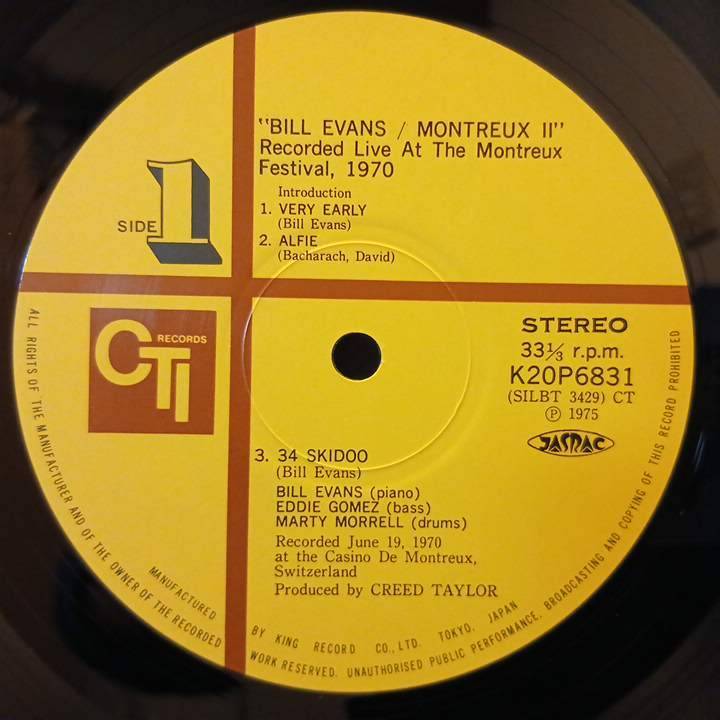 "BILL EVANS / MONTREUX II"
Recorded Live At The Montreux
Festival, 1970
Introduction
1. VERY EARLY
(Bill Evans)
2. ALFIE
(Bacharach, David)
SIDE 1
CTI RECORDS
STEREO
33⅓ r.p.m.
K20P6831
(SILBT 3429) CT
Ⓟ 1975
JASRAC
3. 34 SKIDOO
(Bill Evans)
BILL EVANS (piano)
EDDIE GOMEZ (bass)
MARTY MORRELL (drums)
Recorded June 19, 1970
at the Casino De Montreux,
Switzerland
Produced by CREED TAYLOR
MANUFACTURED BY KING RECORD CO., LTD. TOKYO, JAPAN
ALL RIGHTS OF THE MANUFACTURER AND OF THE OWNER OF THE RECORDED WORK RESERVED. UNAUTHORISED PUBLIC PERFORMANCE, BROADCASTING AND COPYING OF THIS RECORD PROHIBITED